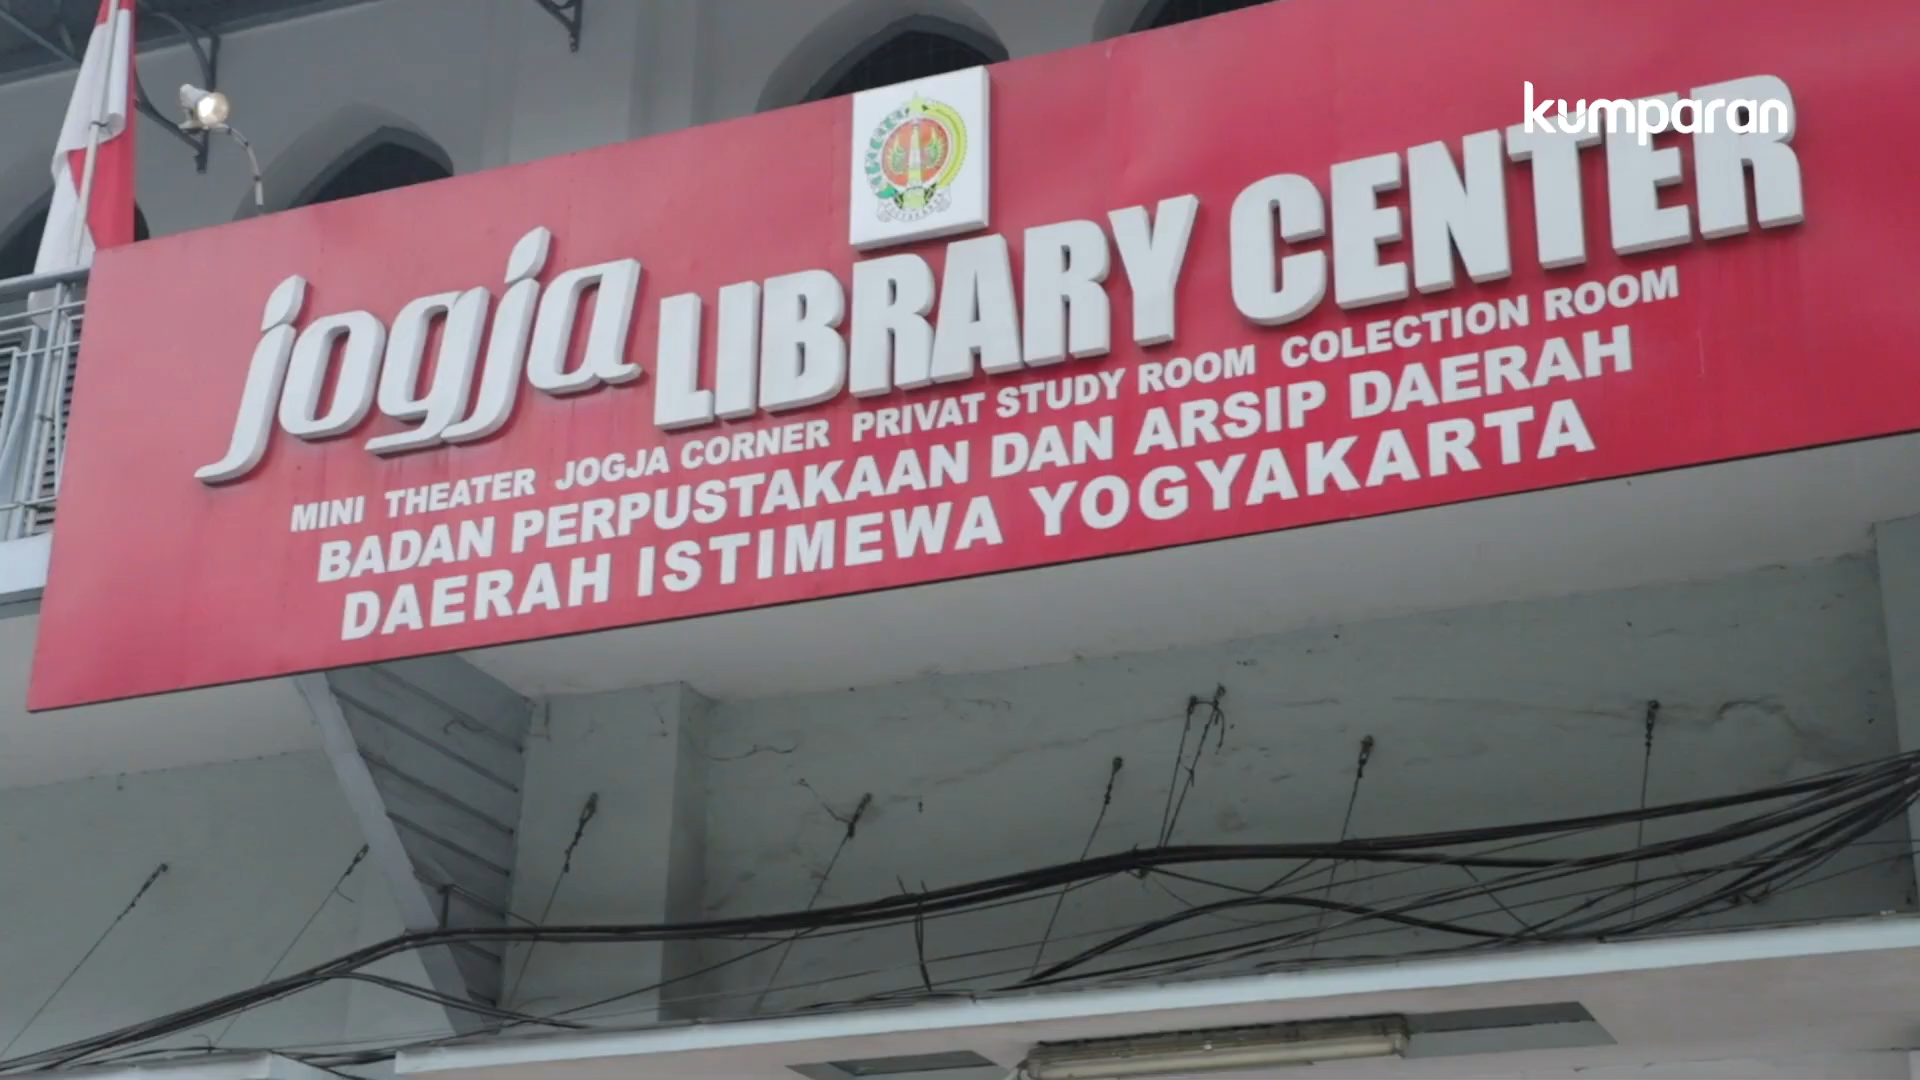 kumparan
jogja LIBRARY CENTER
MINI THEATER JOGJA CORNER PRIVAT STUDY ROOM COLECTION ROOM
BADAN PERPUSTAKAAN DAN ARSIP DAERAH
DAERAH ISTIMEWA YOGYAKARTA